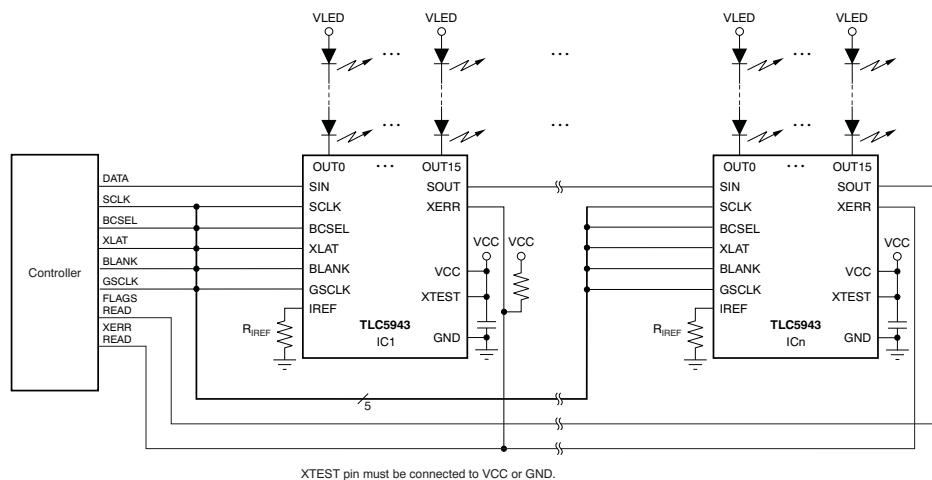 VLED VLED VLED VLED
... ... ... ...
... ... ... ...
OUT0 ... OUT15 OUT0 ... OUT15
Controller
DATA
SCLK
BCSEL
XLAT
BLANK
GSCLK
FLAGS
READ
XERR
READ
SIN
SCLK
BCSEL
XLAT
BLANK
GSCLK
IREF
SOUT
XERR
VCC
XTEST
GND
TLC5943
IC1
RIREF
VCC VCC
5
SIN
SCLK
BCSEL
XLAT
BLANK
GSCLK
IREF
SOUT
XERR
VCC
XTEST
GND
TLC5943
ICn
RIREF
VCC
XTEST pin must be connected to VCC or GND.